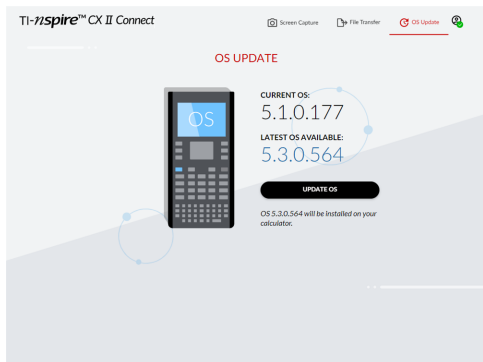 TI-nspire™ CX II Connect
Screen Capture
File Transfer
OS Update
OS UPDATE
OS
CURRENT OS:
5.1.0.177
LATEST OS AVAILABLE:
5.3.0.564
UPDATE OS
OS 5.3.0.564 will be installed on your
calculator.